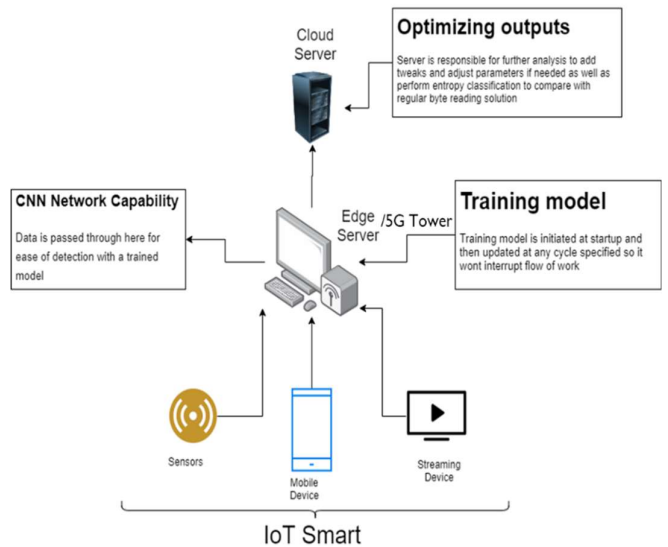 Cloud
Server
Optimizing outputs
Server is responsible for further analysis to add
tweaks and adjust parameters if needed as well as
perform entropy classification to compare with
regular byte reading solution
CNN Network Capability
Data is passed through here for
ease of detection with a trained
model
Edge /5G Tower
Server
Training model
Training model is initiated at startup and
then updated at any cycle specified so it
wont interrupt flow of work
Sensors
Mobile
Device
Streaming
Device
IoT Smart